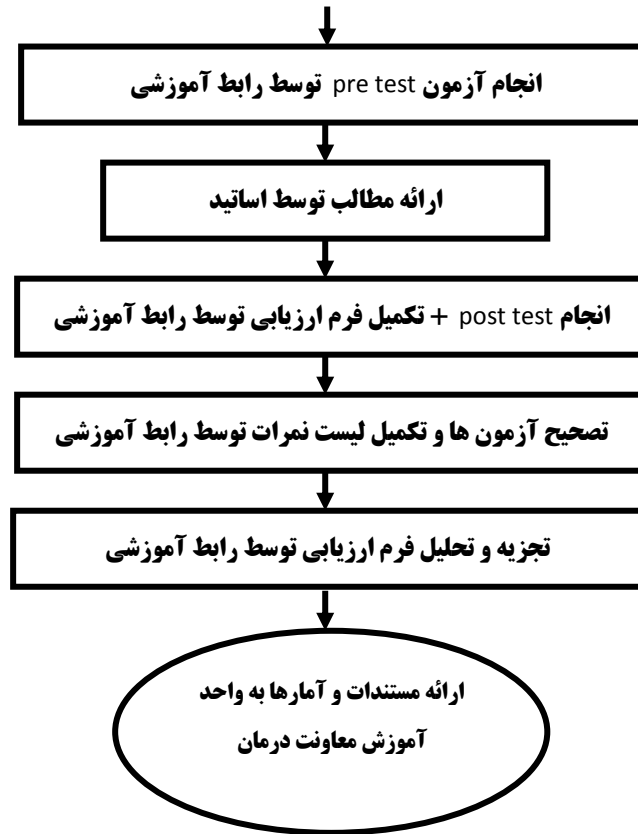 انجام آزمون pre test توسط رابط آموزشی
ارائه مطالب توسط اساتید
انجام post test + تکمیل فرم ارزیابی توسط رابط آموزشی
تصحیح آزمون ها و تکمیل لیست نمرات توسط رابط آموزشی
تجزیه و تحلیل فرم ارزیابی توسط رابط آموزشی
ارائه مستندات و آمارها به واحد
آموزش معاونت درمان